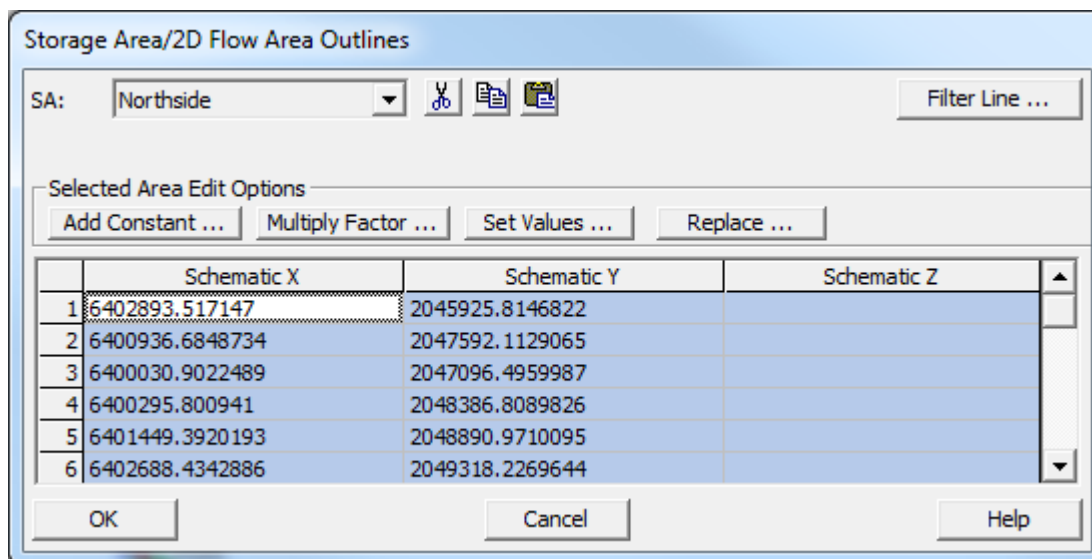 Storage Area/2D Flow Area Outlines
SA: Northside Filter Line ...
Selected Area Edit Options
Add Constant ... Multiply Factor ... Set Values ... Replace ...
Schematic X Schematic Y Schematic Z
1 6402893.517147 2045925.8146822
2 6400936.6848734 2047592.1129065
3 6400030.9022489 2047096.4959987
4 6400295.800941 2048386.8089826
5 6401449.3920193 2048890.9710095
6 6402688.4342886 2049318.2269644
OK Cancel Help